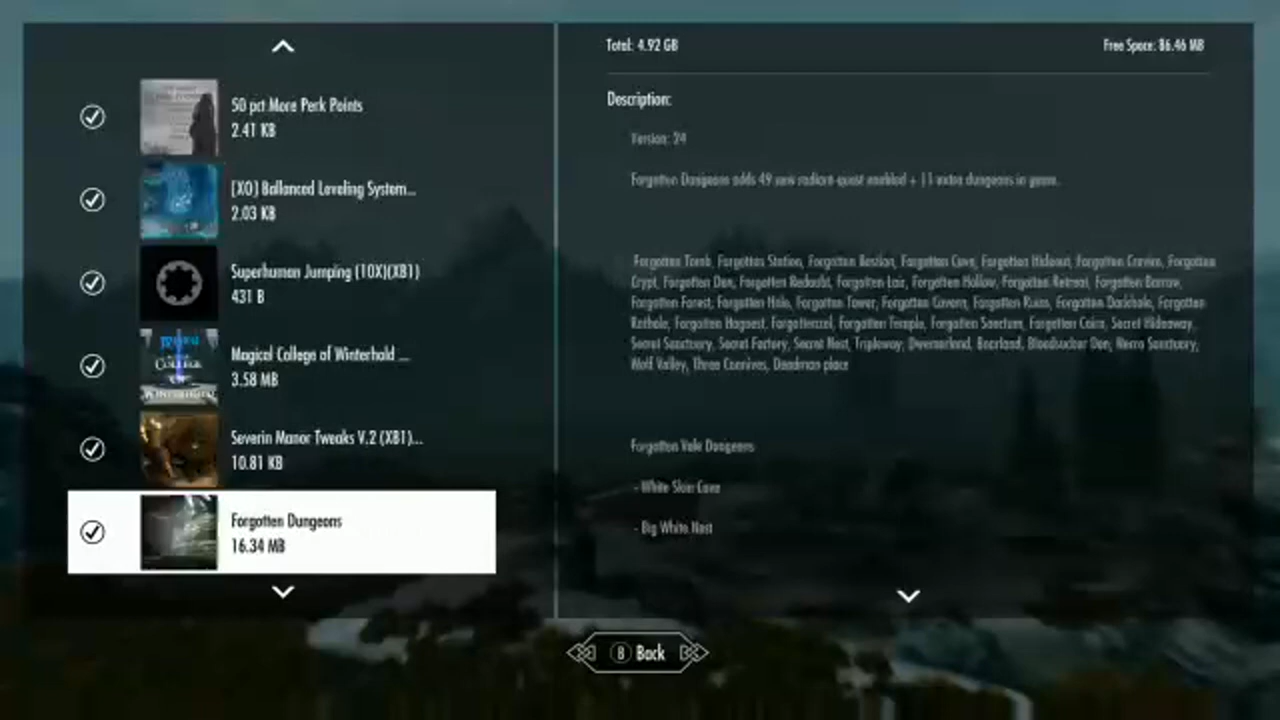 50 pct More Perk Points
2.41 KB
[XO] Ballanced Leveling System...
2.03 KB
Superhuman Jumping (10X)(XB1)
431 B
Magical College of Winterhold ...
3.58 MB
Severin Manor Tweaks V.2 (XB1)...
10.81 KB
Forgotten Dungeons
16.34 MB
Total: 4.92 GB
Free Space: 86.46 MB
Description:
Version: 24
Forgotten Dungeons adds 49 new radiant-quest enabled + 11 extra dungeons in game.
Forgotten Tomb, Forgotten Station, Forgotten Bastion, Forgotten Cave, Forgotten Hideout, Forgotten Crevice, Forgotten
Crypt, Forgotten Den, Forgotten Redoubt, Forgotten Lair, Forgotten Hollow, Forgotten Retreat, Forgotten Barrow,
Forgotten Forest, Forgotten Hole, Forgotten Tower, Forgotten Cavern, Forgotten Ruins, Forgotten Darkhole, Forgotten
Rathole, Forgotten Hagnest, Forgottenzel, Forgotten Temple, Forgotten Sanctum, Forgotten Cairn, Secret Hideaway,
Secret Sanctuary, Secret Factory, Secret Nest, Tripleway, Dwemerland, Bearland, Bloodsucker Den, Sanctuary,
Wolf Valley, Three Connives, Deadman place
Forgotten Vale Dungeons
- White Skin Cave
- Big White Nest
B Back